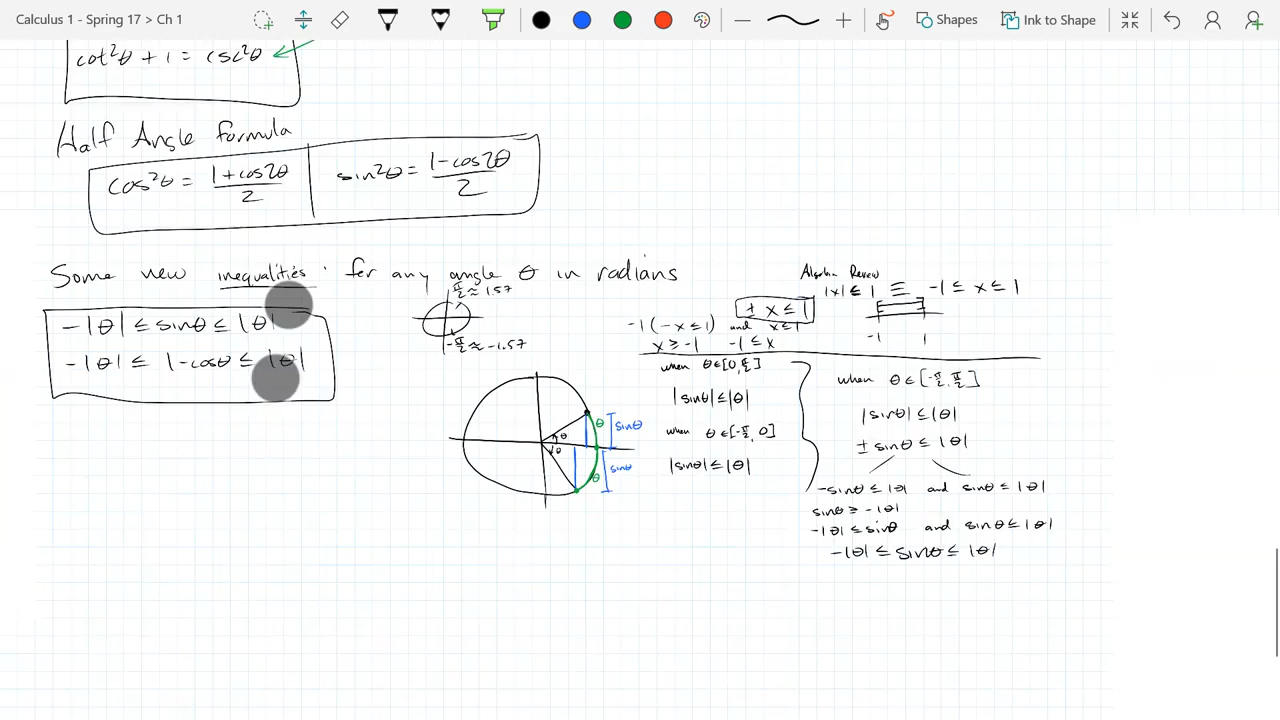 Calculus 1 - Spring 17 > Ch 1
Shapes
Ink to Shape
cot²θ + 1 = csc²θ
Half Angle formula
cos²θ = (1+cos2θ)/2
sin²θ = (1-cos2θ)/2
Some new inequalities : for any angle θ in radians
-|θ| ≤ sinθ ≤ |θ|
-|θ| ≤ 1-cosθ ≤ |θ|
π/2 ≈ 1.57
-π/2 ≈ -1.57
Algebra Review
|x| ≤ 1 ≡ -1 ≤ x ≤ 1
± x ≤ 1
-1 1
-1(-x ≤ 1) and x ≤ 1
x ≥ -1 -1 ≤ x
θ
θ
θ
θ
sinθ
sinθ
when θ∈[0,π/2]
|sinθ| ≤ |θ|
when θ∈[-π/2, 0]
|sinθ| ≤ |θ|
when θ∈[-π/2, π/2]
|sinθ| ≤ |θ|
± sinθ ≤ |θ|
-sinθ ≤ |θ| and sinθ ≤ |θ|
sinθ ≥ -|θ|
-|θ| ≤ sinθ and sinθ ≤ |θ|
-|θ| ≤ sinθ ≤ |θ|